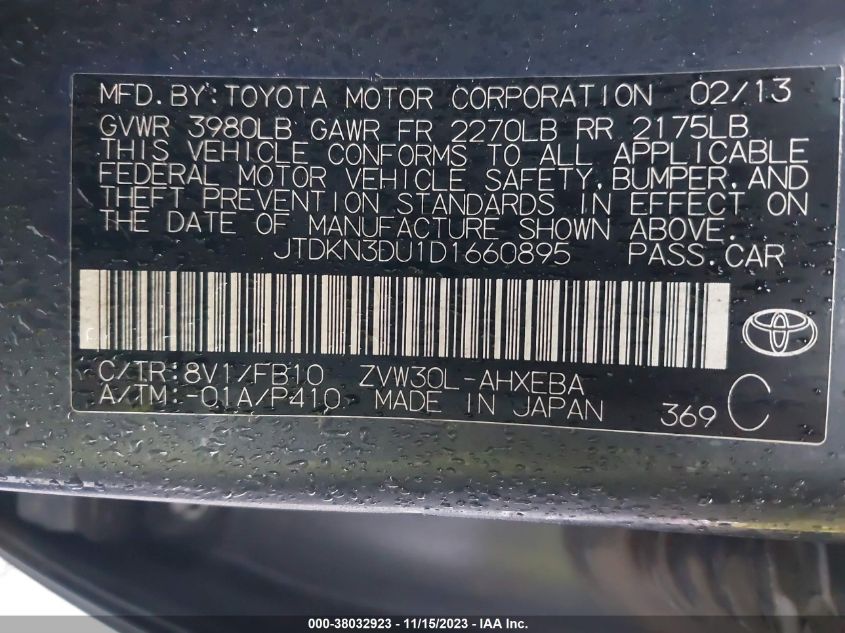 MFD. BY: TOYOTA MOTOR CORPORATION 02/13
GVWR 3980LB GAWR FR 2270LB RR 2175LB
THIS VEHICLE CONFORMS TO ALL APPLICABLE
FEDERAL MOTOR VEHICLE SAFETY, BUMPER, AND
THEFT PREVENTION STANDARDS IN EFFECT ON
THE DATE OF MANUFACTURE SHOWN ABOVE.
JTDKN3DU1D1660895 PASS. CAR
C/TR: 8V1/FB10 ZVW30L-AHXEBA
A/TM: -01A/P410 MADE IN JAPAN 369 C
000-38032923 - 11/15/2023 - IAA Inc.